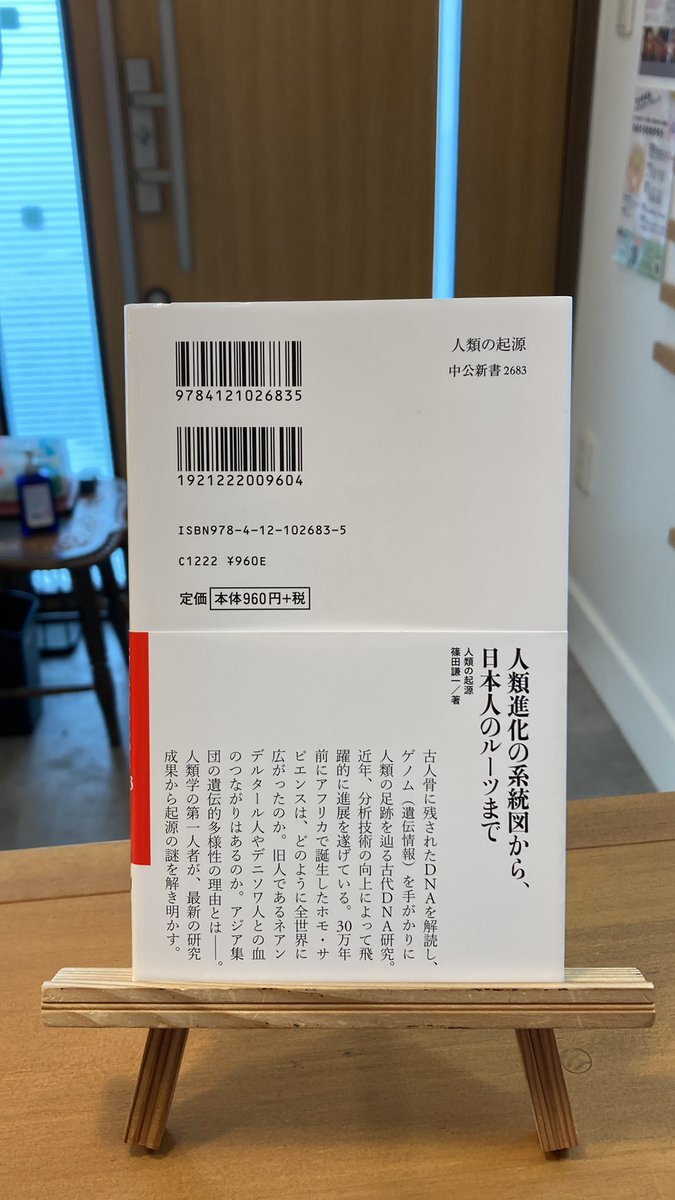 人類の起源
中公新書 2683
9784121026835
1921222009604
ISBN978-4-12-102683-5
C1222 ¥960E
定価 本体960円+税
人類進化の系統図から、
日本人のルーツまで
人類の起源
篠田謙一/著
古人骨に残されたDNAを解読し、
ゲノム（遺伝情報）を手がかりに
人類の足跡を辿る古代DNA研究。
近年、分析技術の向上によって飛
躍的に進展を遂げている。30万年
前にアフリカで誕生したホモ・サ
ピエンスは、どのように全世界に
広がったのか。旧人であるネアン
デルタール人やデニソワ人との血
のつながりはあるのか。アジア集
団の遺伝的多様性の理由とは――。
人類学の第一人者が、最新の研究
成果から起源の謎を解き明かす。